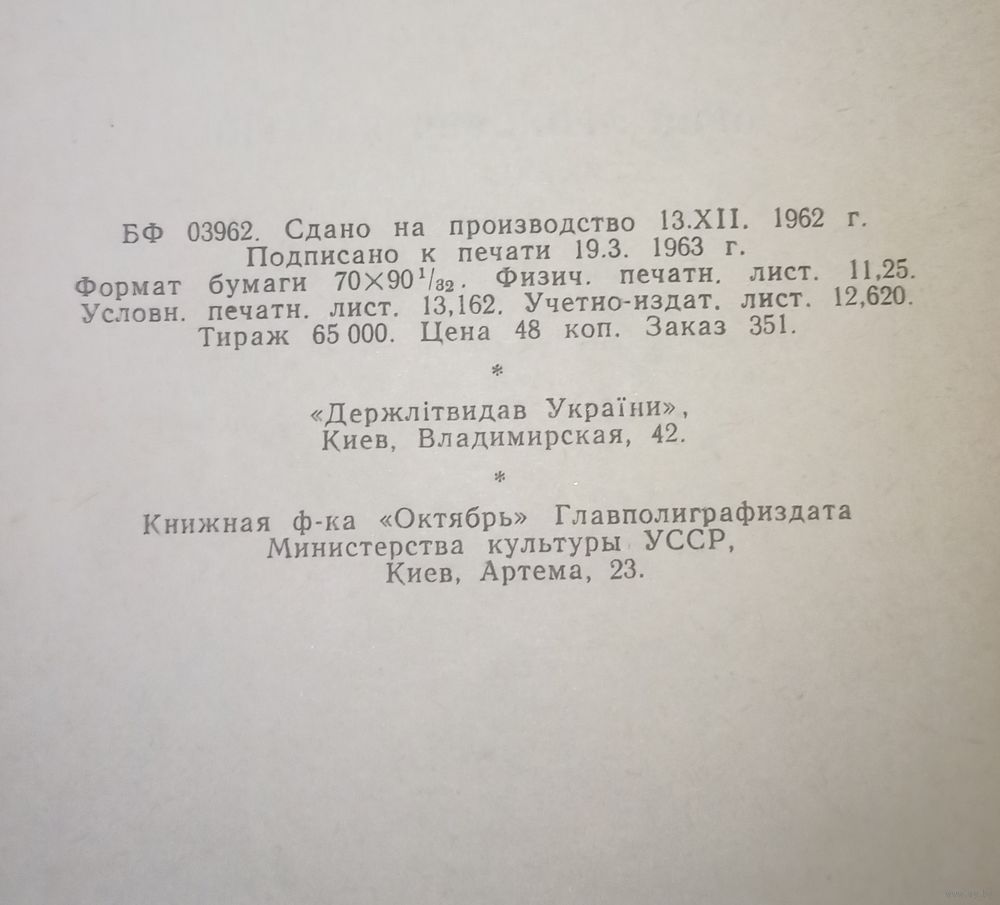 БФ 03962. Сдано на производство 13.XII. 1962 г.
Подписано к печати 19.3. 1963 г.
Формат бумаги 70×90 1/32. Физич. печатн. лист. 11,25.
Условн. печатн. лист. 13,162. Учетно-издат. лист. 12,620.
Тираж 65 000. Цена 48 коп. Заказ 351.
*
«Держлітвидав України»,
Киев, Владимирская, 42.
*
Книжная ф-ка «Октябрь» Главполиграфиздата
Министерства культуры УССР,
Киев, Артема, 23.